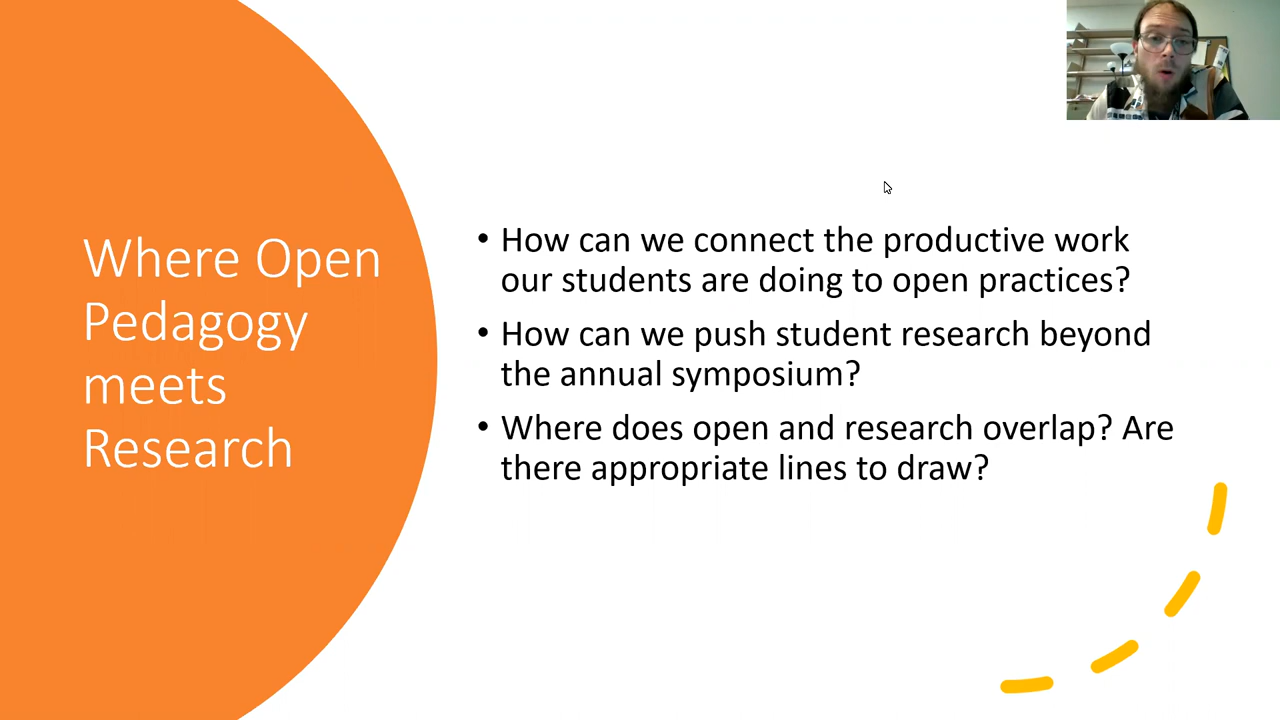 Where Open
Pedagogy
meets
Research
• How can we connect the productive work
our students are doing to open practices?
• How can we push student research beyond
the annual symposium?
• Where does open and research overlap? Are
there appropriate lines to draw?